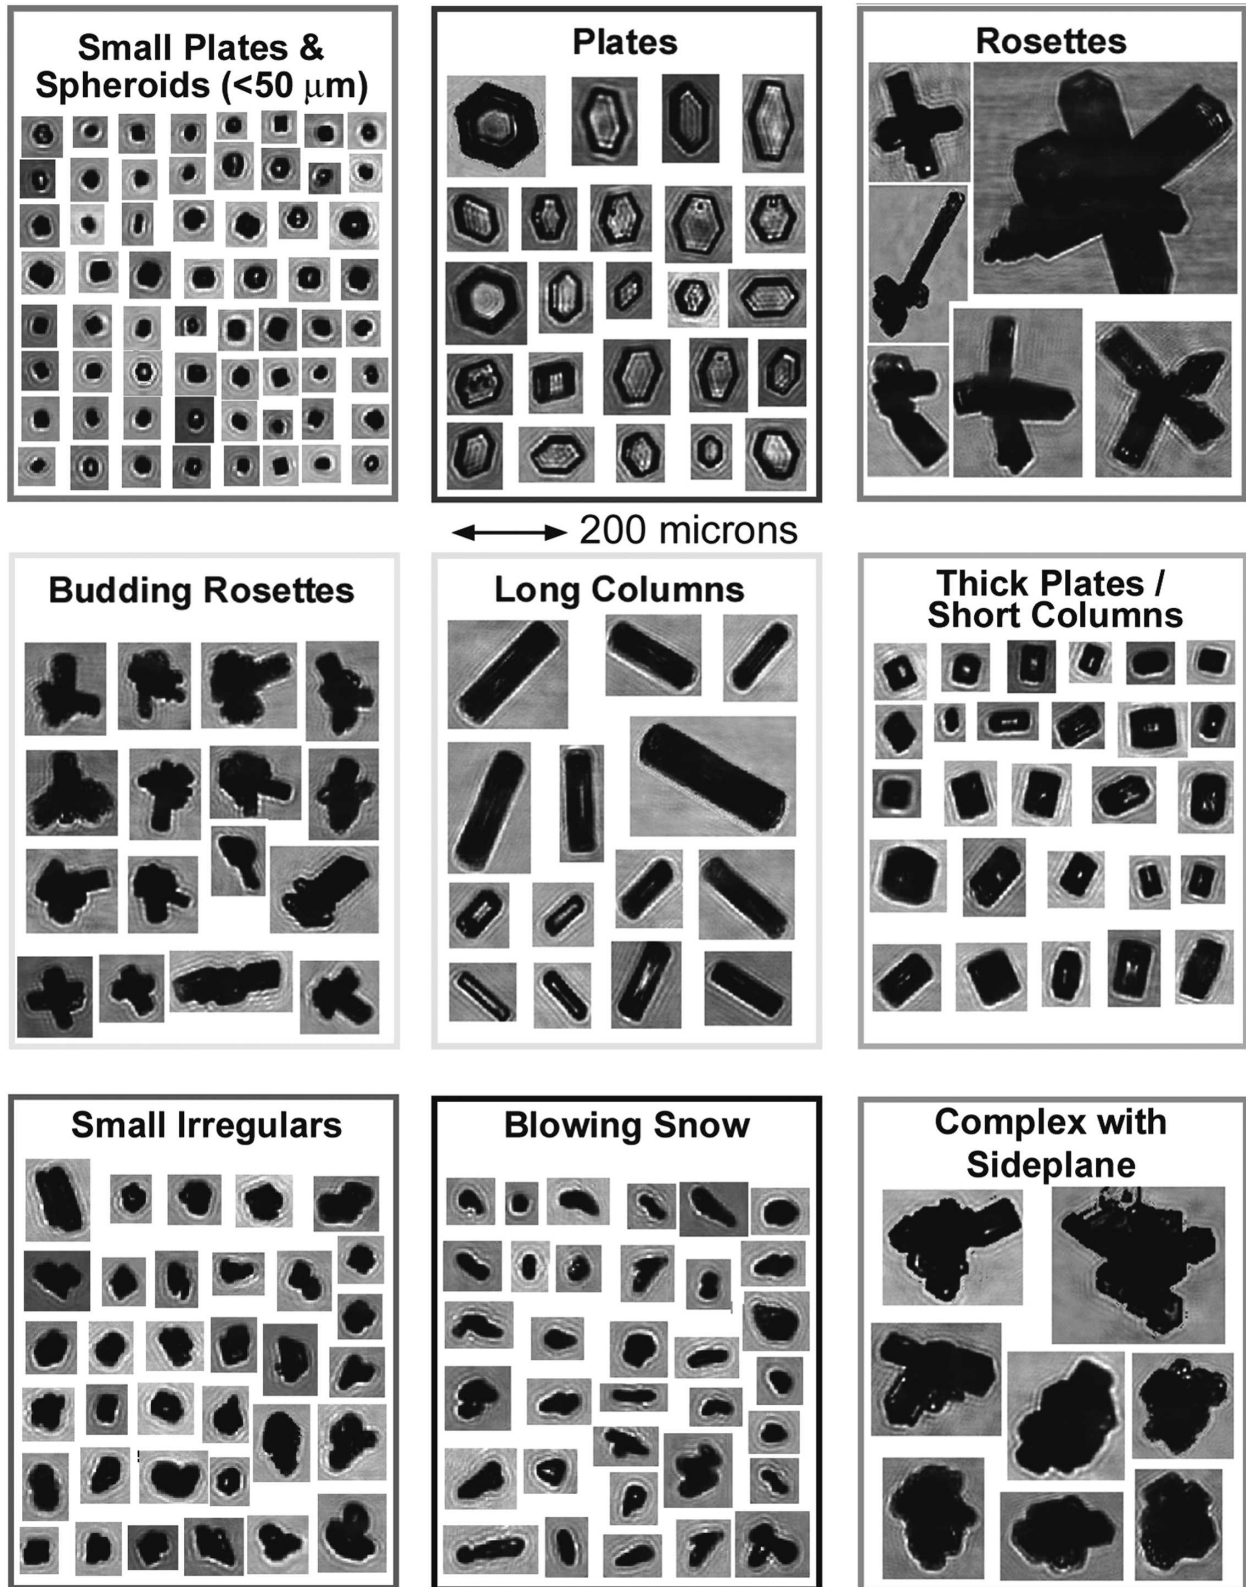 Small Plates &
Spheroids (<50 μm)
Plates
Rosettes
200 microns
Budding Rosettes
Long Columns
Thick Plates /
Short Columns
Small Irregulars
Blowing Snow
Complex with
Sideplane